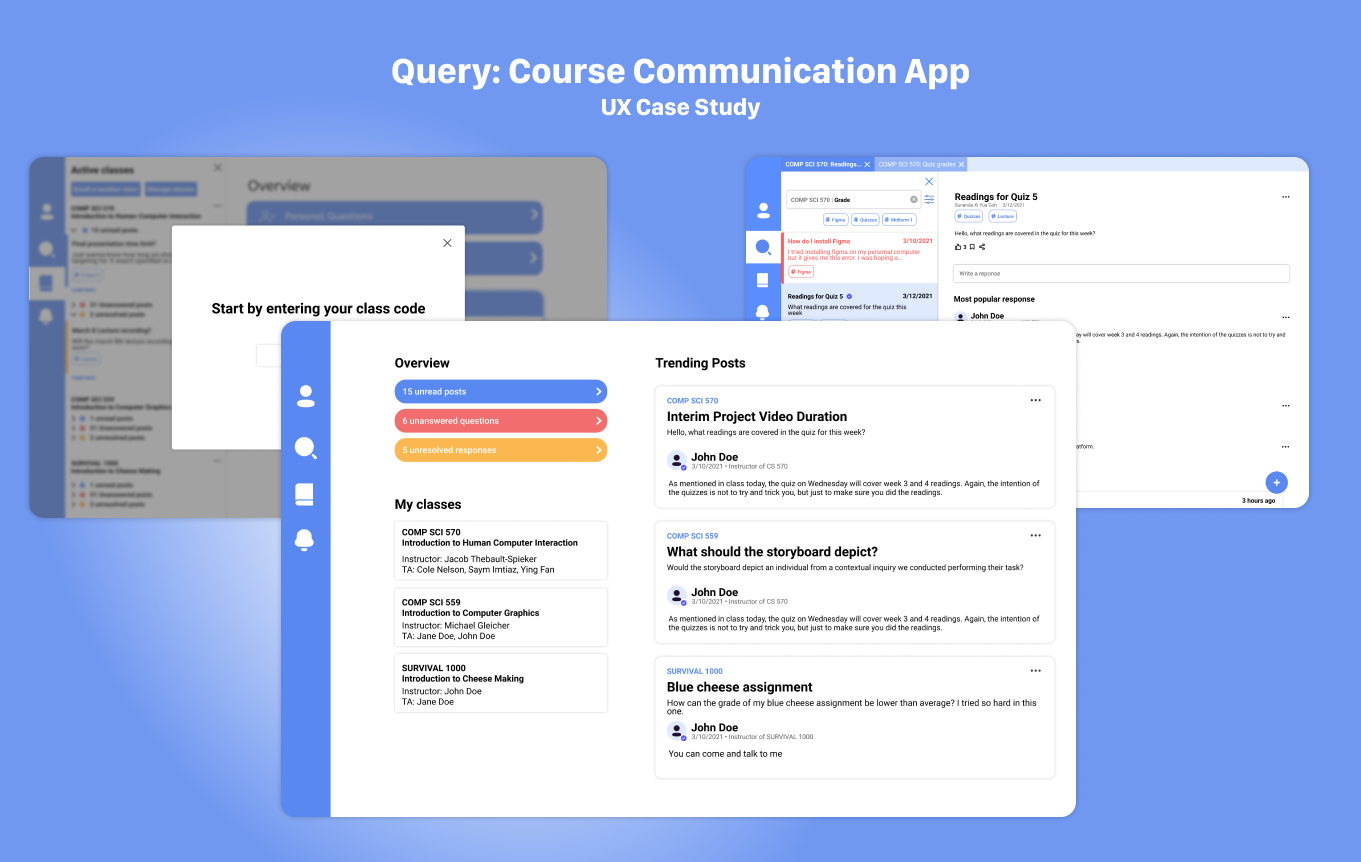 Query: Course Communication App
UX Case Study
Active classes
Enroll in another class
Manage classes
COMP SCI 570
Introduction to Human Computer Interaction
15 unread posts
Final presentation time limit?
51 Unanswered posts
2 unresolved posts
March 8 Lecture recording?
COMP SCI 559
Introduction to Computer Graphics
1 unread posts
51 Unanswered posts
2 unresolved posts
SURVIVAL 1000
Introduction to Cheese Making
1 unread posts
51 Unanswered posts
2 unresolved posts
Overview
Personal Questions
Start by entering your class code
COMP SCI 570: Readings...
COMP SCI 570: Quiz grades
COMP SCI 570 Grade
# Figma
# Quizzes
# Midterm 1
How do I install Figma 3/10/2021
I tried installing figma on my personal computer
but it gives me this error. I was hoping a...
# Figma
Readings for Quiz 5 3/12/2021
What readings are covered for the quiz this
week
Readings for Quiz 5
Sunanda Xi Yue Goh 3/12/2021
# Quizzes
# Lecture
Hello, what readings are covered in the quiz for this week?
3
Write a reponse
Most popular response
John Doe
ay will cover week 3 and 4 readings. Again, the intention of the quizzes is not to try and
s.
atform.
+
3 hours ago
Overview
15 unread posts
6 unanswered questions
5 unresolved responses
My classes
COMP SCI 570
Introduction to Human Computer Interaction
Instructor: Jacob Thebault-Spieker
TA: Cole Nelson, Saym Imtiaz, Ying Fan
COMP SCI 559
Introduction to Computer Graphics
Instructor: Michael Gleicher
TA: Jane Doe, John Doe
SURVIVAL 1000
Introduction to Cheese Making
Instructor: John Doe
TA: Jane Doe
Trending Posts
COMP SCI 570
Interim Project Video Duration
Hello, what readings are covered in the quiz for this week?
John Doe
3/10/2021 • Instructor of CS 570
As mentioned in class today, the quiz on Wednesday will cover week 3 and 4 readings. Again, the intention of
the quizzes is not to try and trick you, but just to make sure you did the readings.
COMP SCI 559
What should the storyboard depict?
Would the storyboard depict an individual from a contextual inquiry we conducted performing their task?
John Doe
3/10/2021 • Instructor of CS 570
As mentioned in class today, the quiz on Wednesday will cover week 3 and 4 readings. Again, the intention of
the quizzes is not to try and trick you, but just to make sure you did the readings.
SURVIVAL 1000
Blue cheese assignment
How can the grade of my blue cheese assignment be lower than average? I tried so hard in this
one.
John Doe
3/10/2021 • Instructor of SURVIVAL 1000
You can come and talk to me